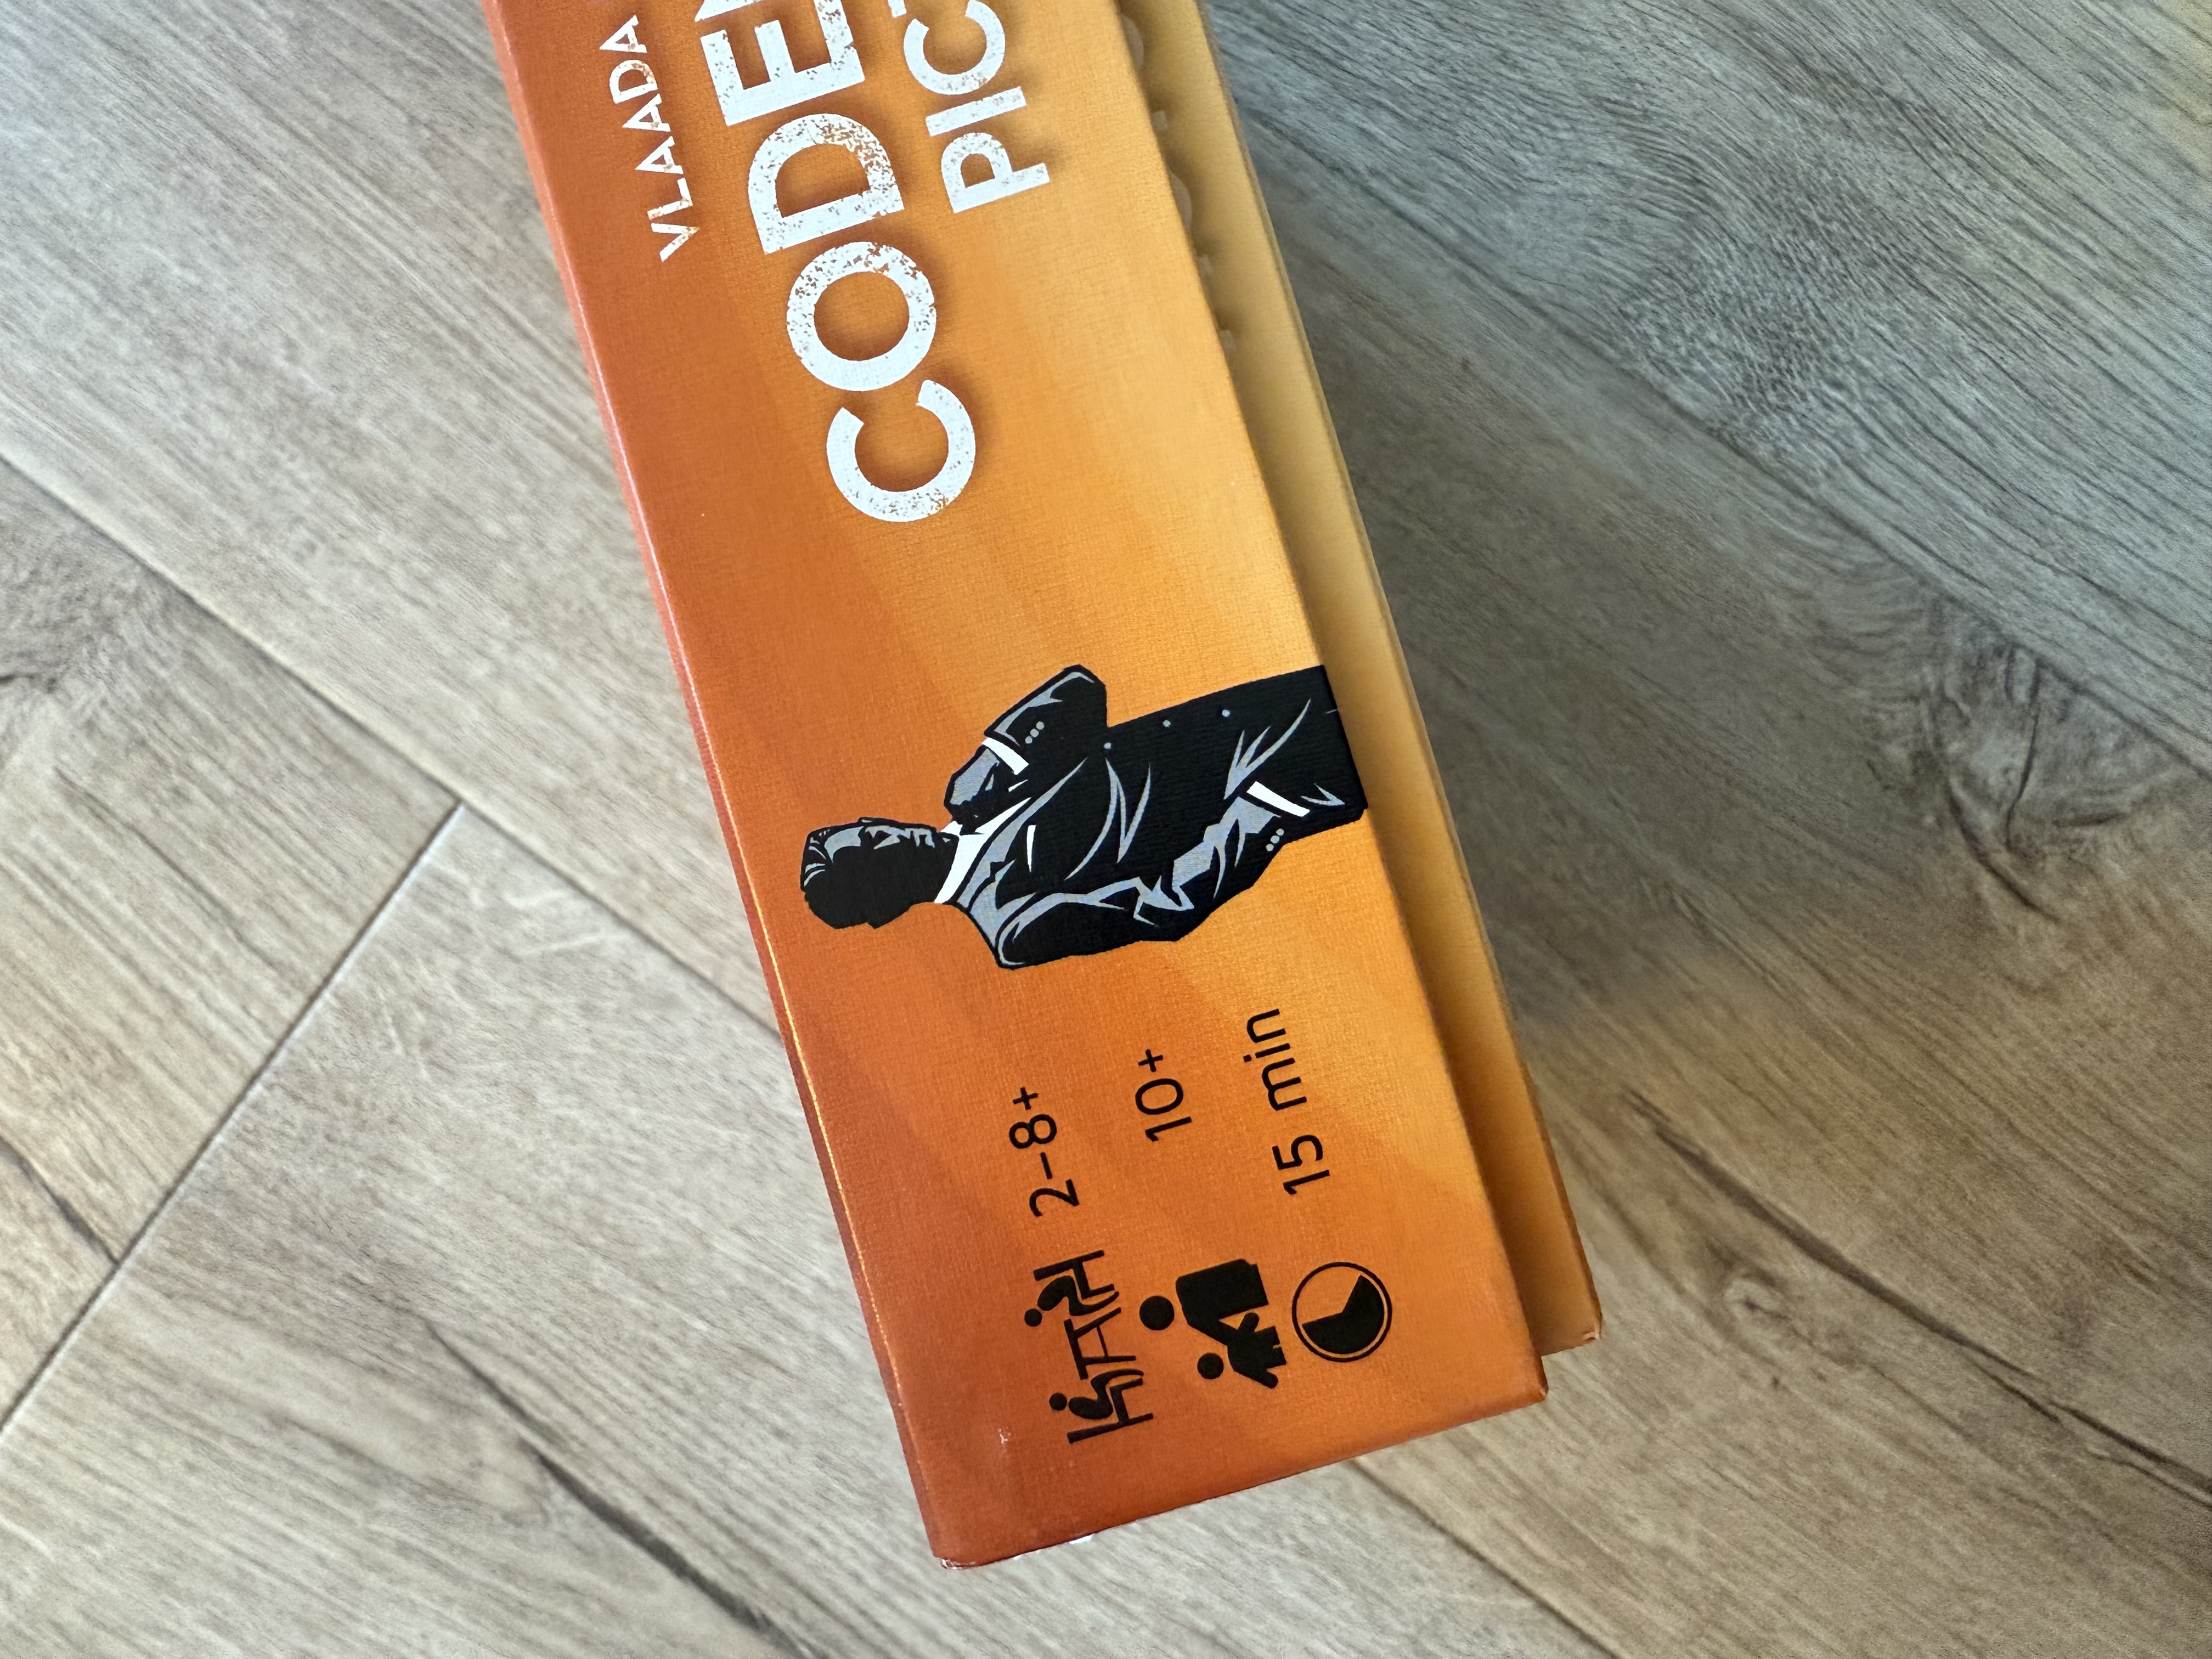 VLAADA
CODE
PIC
2–8+
10+
15 min